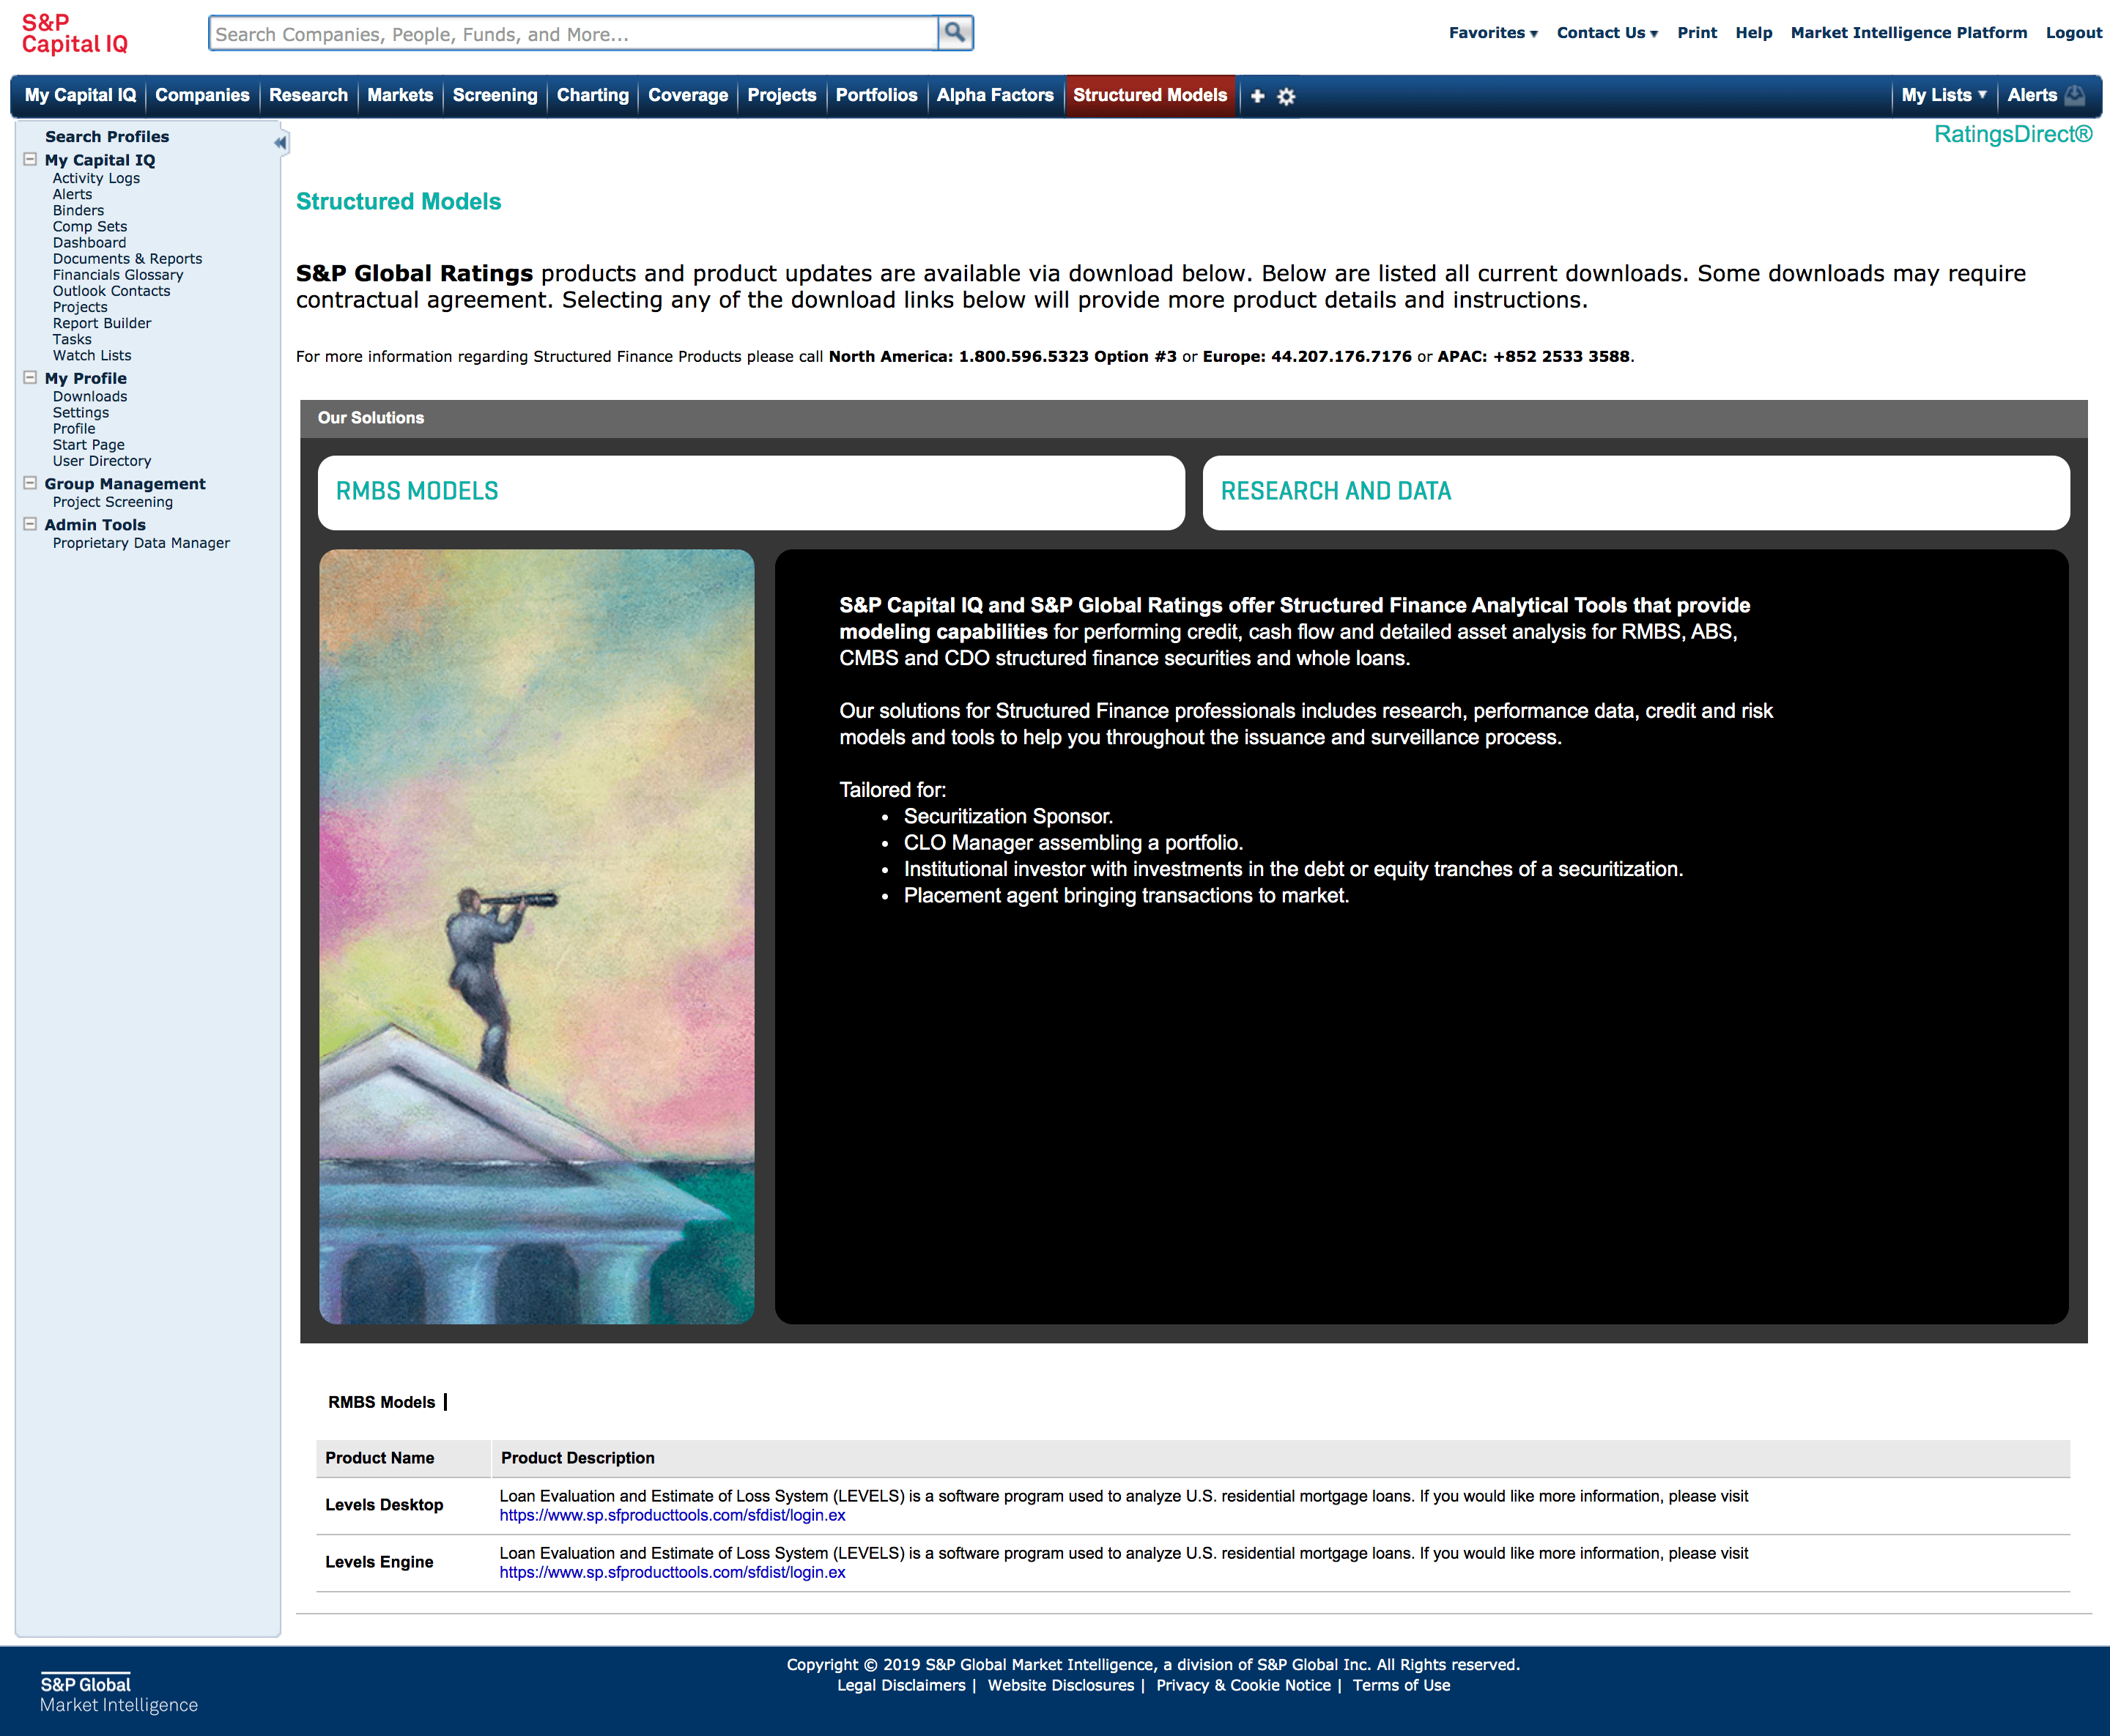 S&P
Capital IQ
Search Companies, People, Funds, and More...
Favorites Contact Us Print Help Market Intelligence Platform Logout
My Capital IQ Companies Research Markets Screening Charting Coverage Projects Portfolios Alpha Factors Structured Models My Lists Alerts
RatingsDirect®
Search Profiles
My Capital IQ
Activity Logs
Alerts
Binders
Comp Sets
Dashboard
Documents & Reports
Financials Glossary
Outlook Contacts
Projects
Report Builder
Tasks
Watch Lists
My Profile
Downloads
Settings
Profile
Start Page
User Directory
Group Management
Project Screening
Admin Tools
Proprietary Data Manager
Structured Models
S&P Global Ratings products and product updates are available via download below. Below are listed all current downloads. Some downloads may require
contractual agreement. Selecting any of the download links below will provide more product details and instructions.
For more information regarding Structured Finance Products please call North America: 1.800.596.5323 Option #3 or Europe: 44.207.176.7176 or APAC: +852 2533 3588.
Our Solutions
RMBS MODELS
RESEARCH AND DATA
S&P Capital IQ and S&P Global Ratings offer Structured Finance Analytical Tools that provide
modeling capabilities for performing credit, cash flow and detailed asset analysis for RMBS, ABS,
CMBS and CDO structured finance securities and whole loans.
Our solutions for Structured Finance professionals includes research, performance data, credit and risk
models and tools to help you throughout the issuance and surveillance process.
Tailored for:
• Securitization Sponsor.
• CLO Manager assembling a portfolio.
• Institutional investor with investments in the debt or equity tranches of a securitization.
• Placement agent bringing transactions to market.
RMBS Models |
Product Name Product Description
Levels Desktop
Loan Evaluation and Estimate of Loss System (LEVELS) is a software program used to analyze U.S. residential mortgage loans. If you would like more information, please visit
https://www.sp.sfproducttools.com/sfdist/login.ex
Levels Engine
Loan Evaluation and Estimate of Loss System (LEVELS) is a software program used to analyze U.S. residential mortgage loans. If you would like more information, please visit
https://www.sp.sfproducttools.com/sfdist/login.ex
S&P Global
Market Intelligence
Copyright © 2019 S&P Global Market Intelligence, a division of S&P Global Inc. All Rights reserved.
Legal Disclaimers | Website Disclosures | Privacy & Cookie Notice | Terms of Use